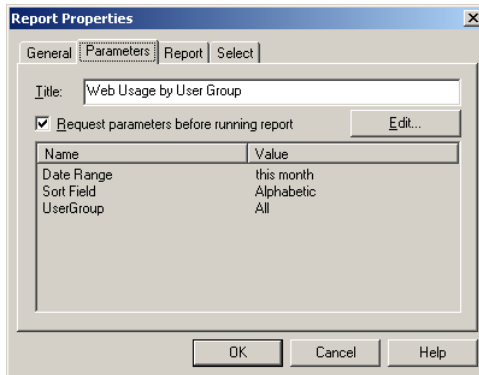 Report Properties
General Parameters Report Select
Title: Web Usage by User Group
Request parameters before running report Edit...
Name Value
Date Range this month
Sort Field Alphabetic
UserGroup All
OK Cancel Help